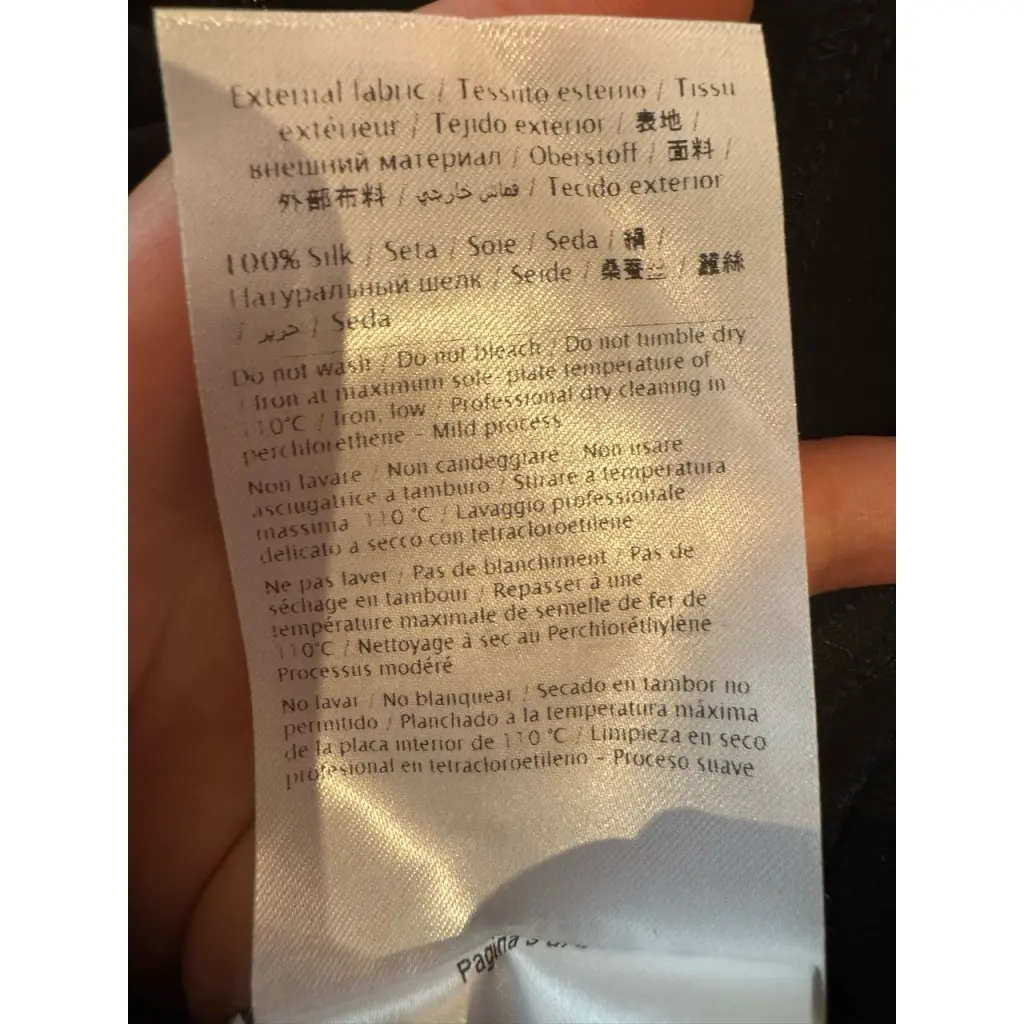 External fabric / Tessuto esterno / Tissu
extérieur / Tejido exterior / 表地 /
внешний материал / Oberstoff / 面料 /
外部布料 / قماش خارجي / Tecido exterior
100% Silk / Seta / Soie / Seda / 絹 /
Натуральный шелк / Seide / 桑蚕丝 / 蠶絲
/ حرير / Seda
Do not wash / Do not bleach / Do not tumble dry
/ Iron at maximum sole-plate temperature of
110°C / Iron, low / Professional dry cleaning in
perchlorethene - Mild process
Non lavare / Non candeggiare / Non usare
asciugatrice a tamburo / Stirare a temperatura
massima 110 °C / Lavaggio professionale
delicato a secco con tetracloroetilene
Ne pas laver / Pas de blanchiment / Pas de
séchage en tambour / Repasser à une
température maximale de semelle de fer de
110°C / Nettoyage à sec au Perchloréthylène -
Processus modéré
No lavar / No blanquear / Secado en tambor no
permitido / Planchado a la temperatura máxima
de la placa interior de 110 °C / Limpieza en seco
profesional en tetracloroetileno - Proceso suave
Pagina